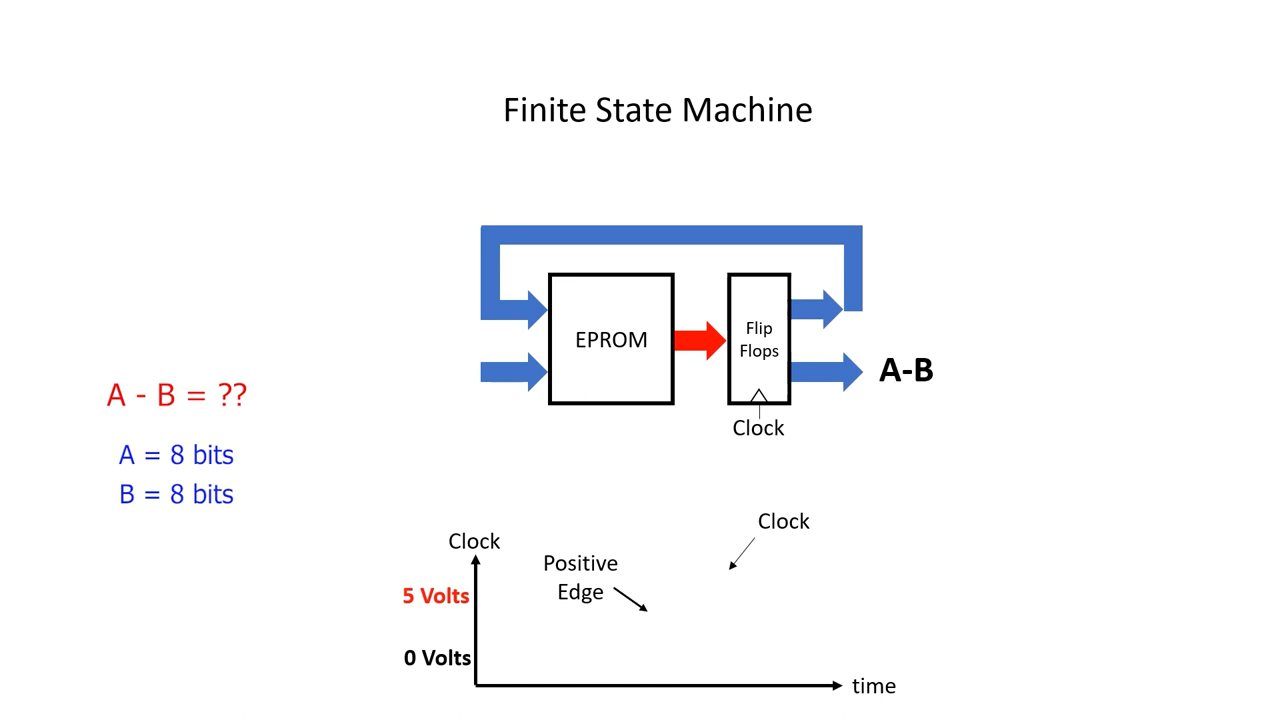 Finite State Machine
EPROM
Flip
Flops
A-B
Clock
A - B = ??
A = 8 bits
B = 8 bits
Clock
Clock
Positive
Edge
5 Volts
0 Volts
time